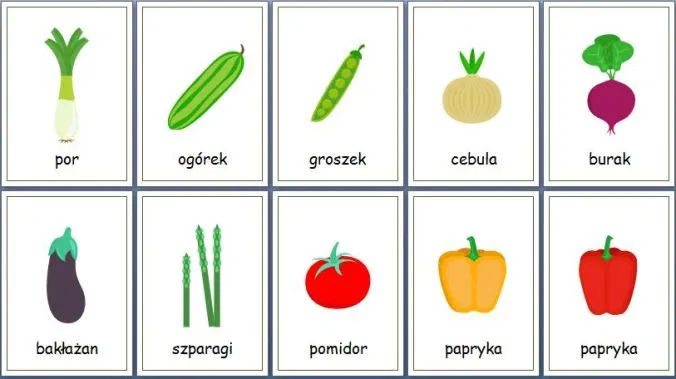 por
ogórek
groszek
cebula
burak
bakłażan
szparagi
pomidor
papryka
papryka